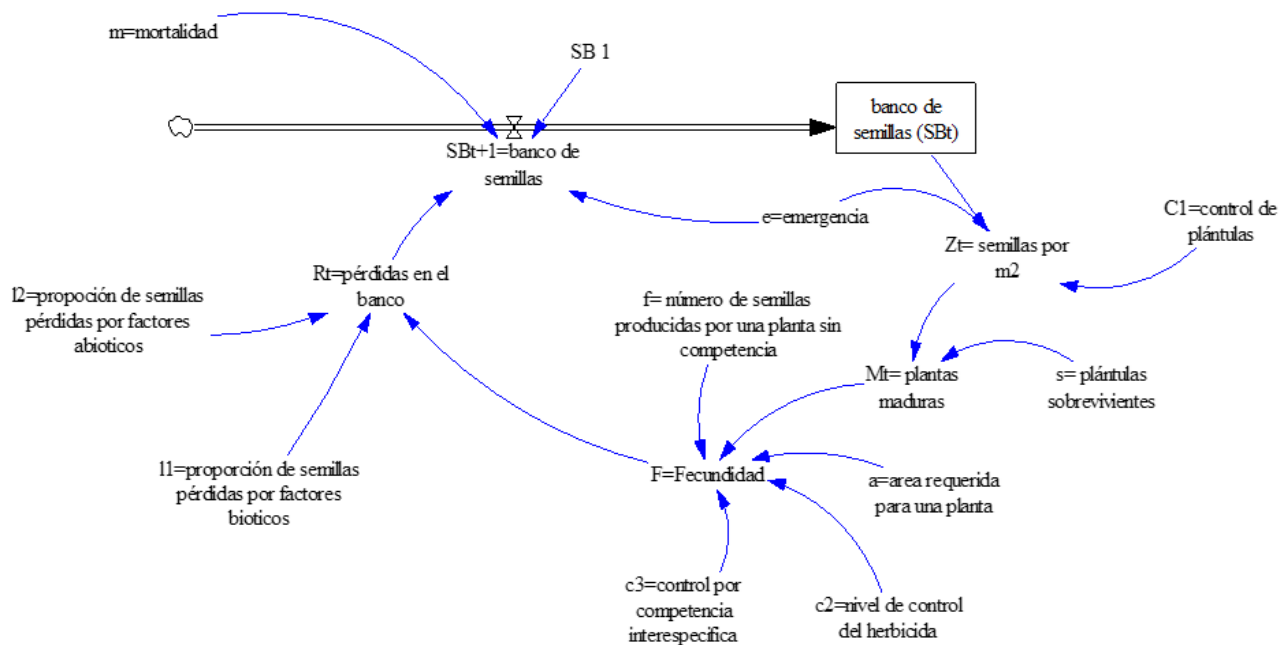 m=mortalidad
SB 1
banco de
semillas (SBt)
SBt+1=banco de
semillas
e=emergencia
C1=control de
plántulas
Zt= semillas por
m2
Rt=pérdidas en el
banco
l2=propoción de semillas
pérdidas por factores
abioticos
f= número de semillas
producidas por una planta sin
competencia
Mt= plantas
maduras
s= plántulas
sobrevivientes
l1=proporción de semillas
pérdidas por factores
bioticos
F=Fecundidad
a=area requerida
para una planta
c3=control por
competencia
interespecifica
c2=nivel de control
del herbicida